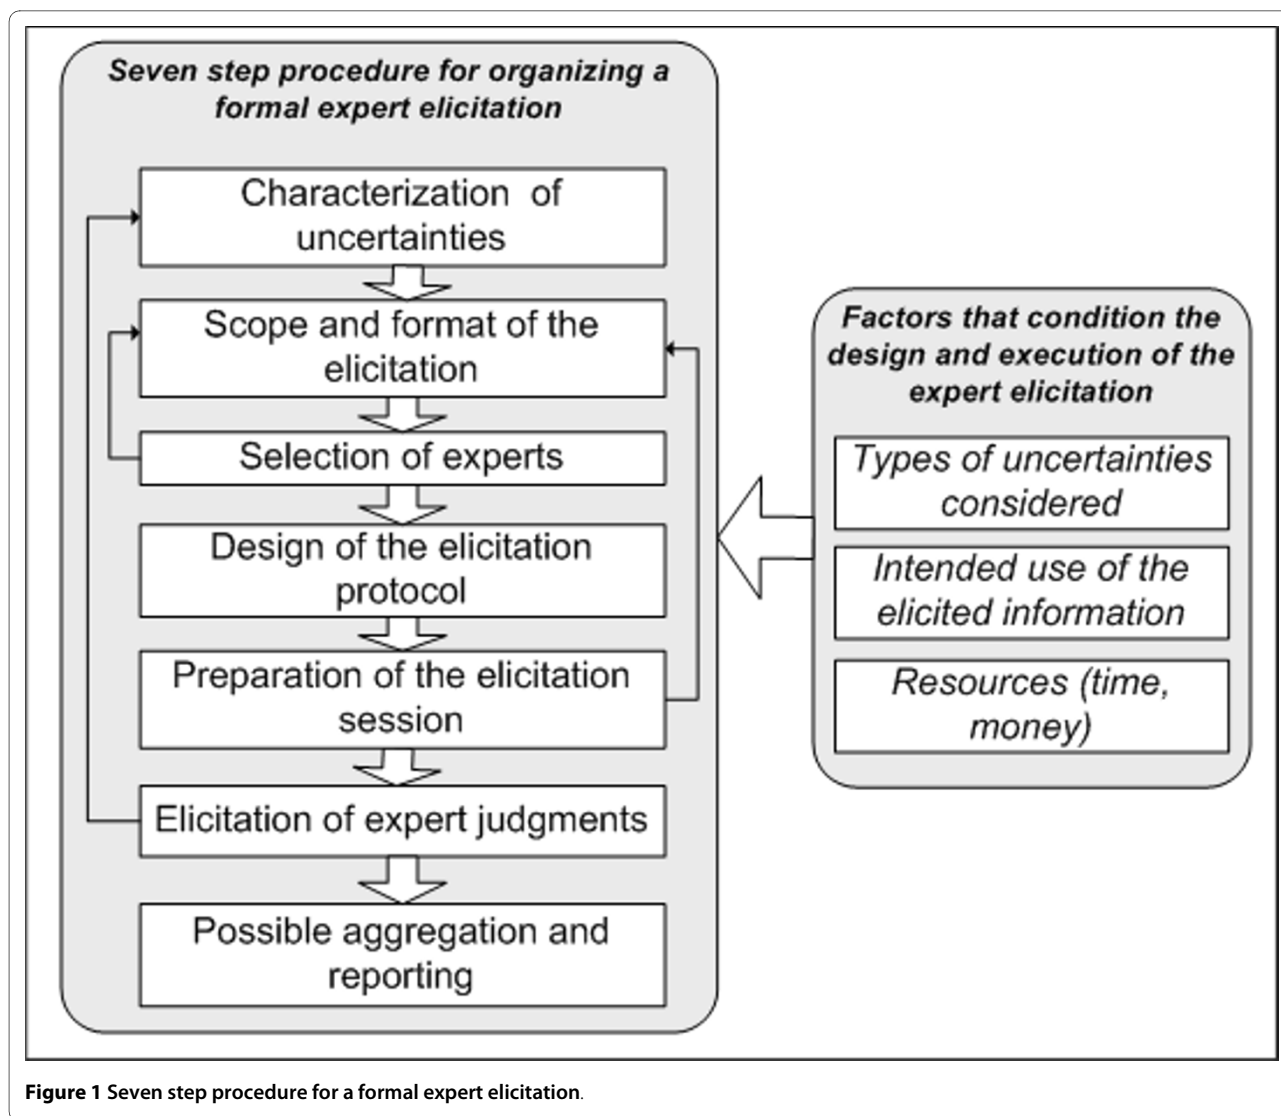 Seven step procedure for organizing a
formal expert elicitation
Characterization of
uncertainties
Scope and format of the
elicitation
Selection of experts
Design of the elicitation
protocol
Preparation of the elicitation
session
Elicitation of expert judgments
Possible aggregation and
reporting
Factors that condition the
design and execution of the
expert elicitation
Types of uncertainties
considered
Intended use of the
elicited information
Resources (time,
money)
Figure 1 Seven step procedure for a formal expert elicitation.